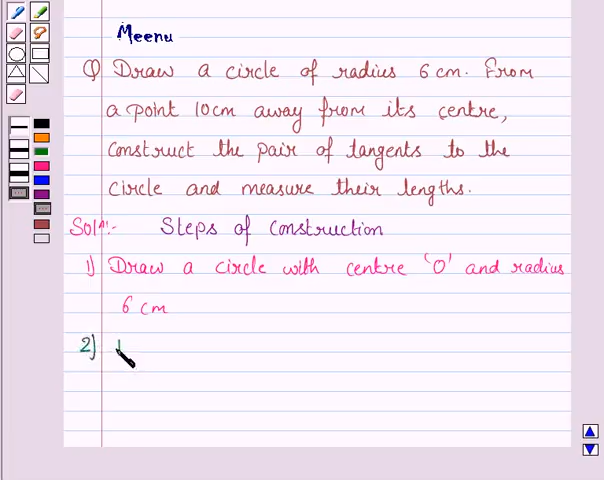 Meenu
Q Draw a circle of radius 6 cm. From
a point 10 cm away from its centre,
construct the pair of tangents to the
circle and measure their lengths.
Solⁿ:- Steps of construction
1) Draw a circle with centre 'O' and radius
6 cm
2)